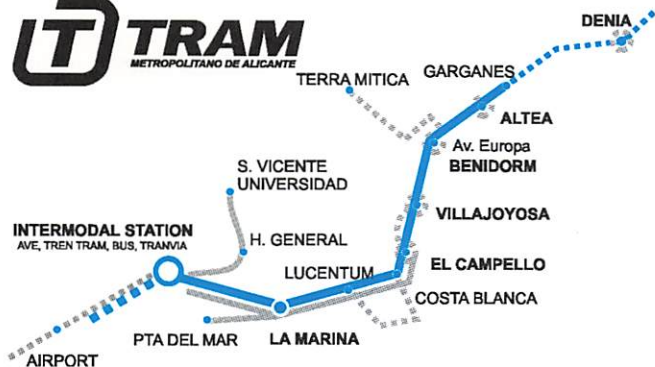 T TRAM
METROPOLITANO DE ALICANTE
DENIA
TERRA MITICA
GARGANES
ALTEA
Av. Europa
BENIDORM
S. VICENTE
UNIVERSIDAD
VILLAJOYOSA
INTERMODAL STATION
AVE, TREN TRAM, BUS, TRANVIA
H. GENERAL
LUCENTUM
EL CAMPELLO
COSTA BLANCA
PTA DEL MAR
LA MARINA
AIRPORT